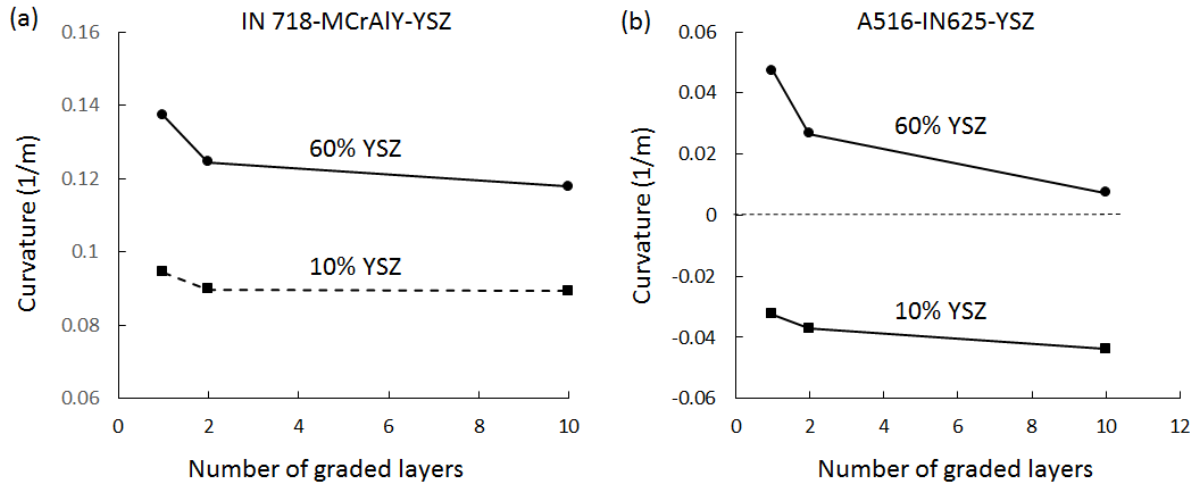 (a)
IN 718-MCrAlY-YSZ
0.16
0.14
0.12
0.1
0.08
0.06
Curvature (1/m)
60% YSZ
10% YSZ
0 2 4 6 8 10
Number of graded layers
(b)
A516-IN625-YSZ
0.06
0.04
0.02
0
-0.02
-0.04
-0.06
Curvature (1/m)
60% YSZ
10% YSZ
0 2 4 6 8 10 12
Number of graded layers